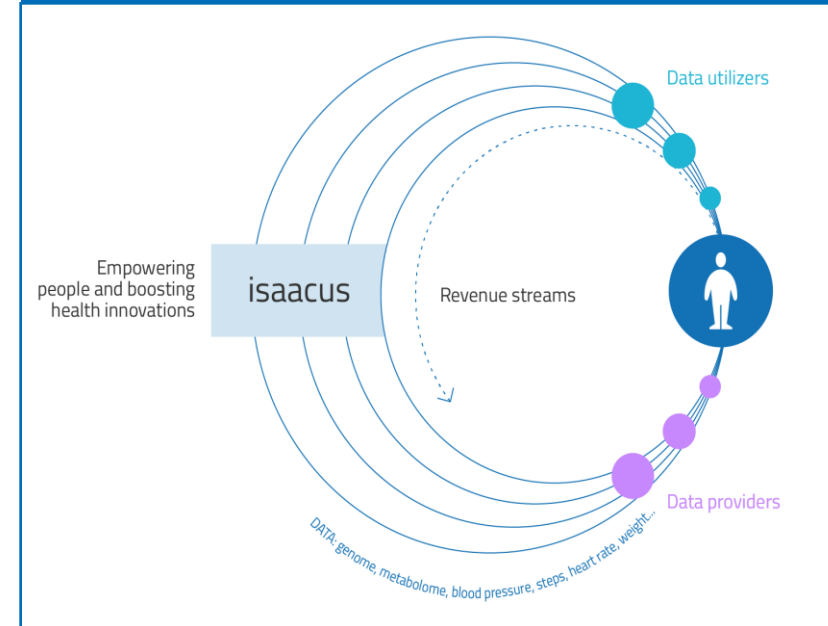 Data utilizers
Empowering
people and boosting
health innovations
isaacus
Revenue streams
Data providers
DATA: genome, metabolome, blood pressure, steps, heart rate, weight...